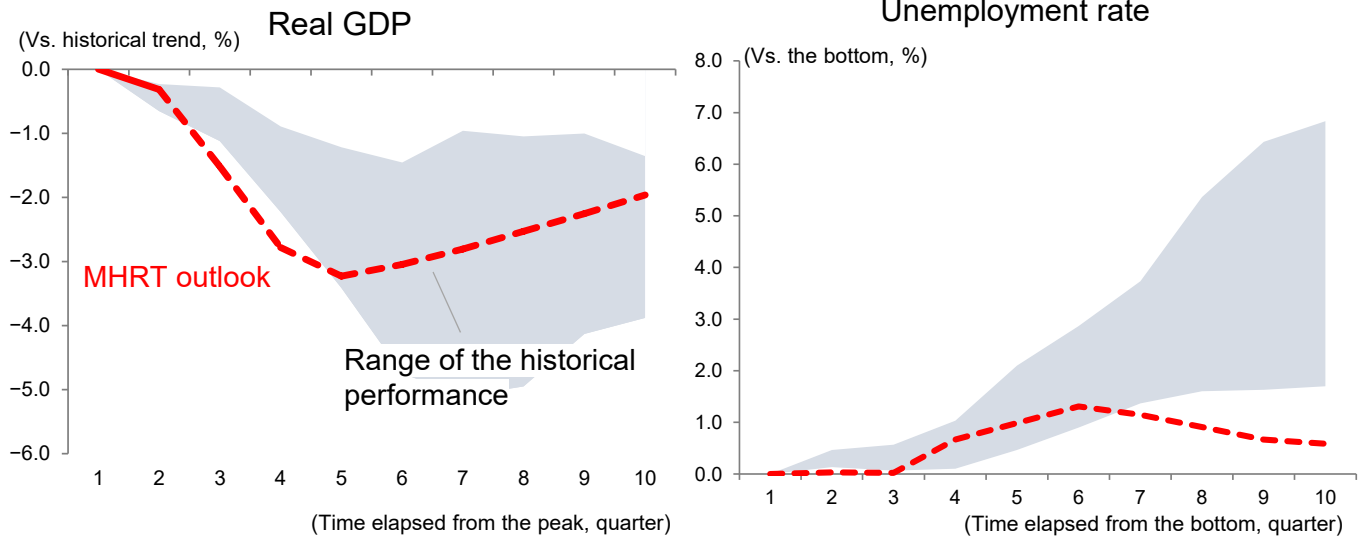 Real GDP
(Vs. historical trend, %)
0.0
−1.0
−2.0
−3.0
−4.0
−5.0
−6.0
MHRT outlook
Range of the historical
performance
1 2 3 4 5 6 7 8 9 10
(Time elapsed from the peak, quarter)
Unemployment rate
(Vs. the bottom, %)
8.0
7.0
6.0
5.0
4.0
3.0
2.0
1.0
0.0
1 2 3 4 5 6 7 8 9 10
(Time elapsed from the bottom, quarter)